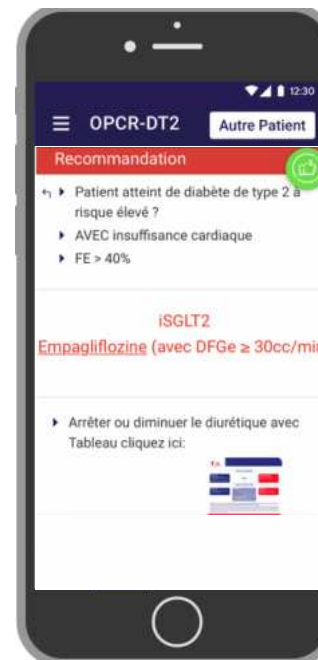 12:30
OPCR-DT2
Autre Patient
Recommandation
Patient atteint de diabète de type 2 à
risque élevé ?
AVEC insuffisance cardiaque
FE > 40%
iSGLT2
Empagliflozine (avec DFGe ≥ 30cc/min
Arrêter ou diminuer le diurétique avec
Tableau cliquez ici: